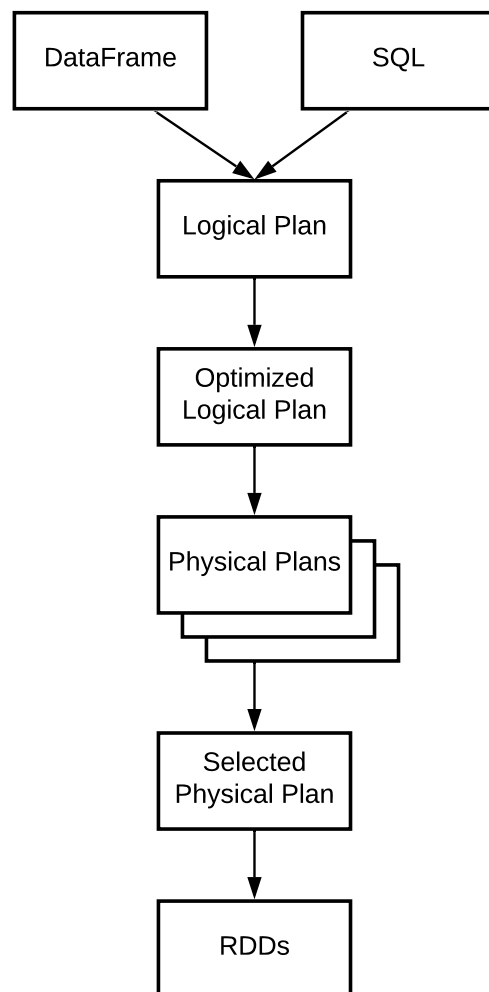 DataFrame
SQL
Logical Plan
Optimized
Logical Plan
Physical Plans
Selected
Physical Plan
RDDs